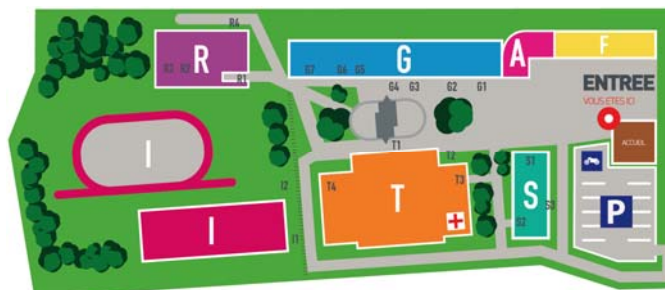 R4
R
R3 R2
R1
G
G7 G6 G5
G4 G3 G2 G1
A
F
ENTREE
VOUS ETES ICI
ACCUEIL
I
I2
I
I1
T1
T2
T3
T4
T
S1
S
S2
S3
P